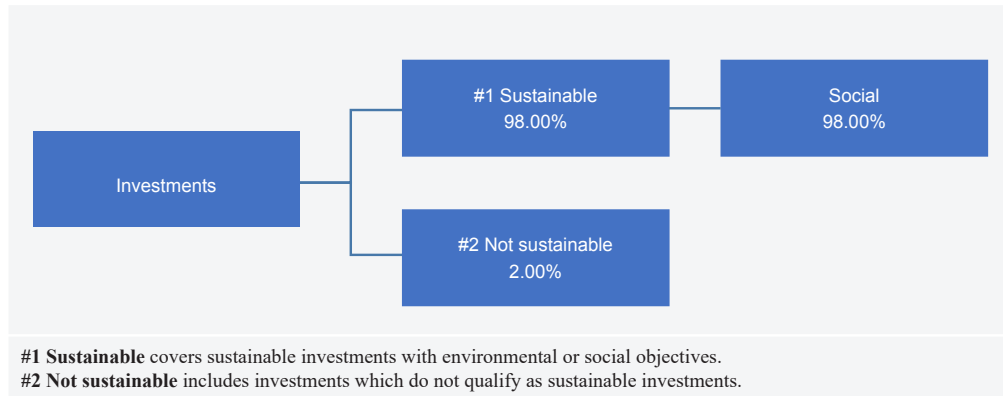 #1 Sustainable
98.00%
Social
98.00%
Investments
#2 Not sustainable
2.00%
#1 Sustainable covers sustainable investments with environmental or social objectives.
#2 Not sustainable includes investments which do not qualify as sustainable investments.